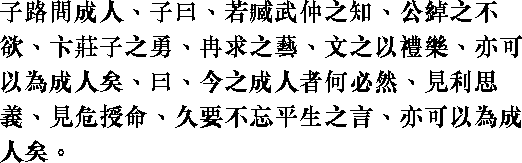 子路問成人、子曰、若臧武仲之知、公綽之不
欲、卞莊子之勇、冉求之藝、文之以禮樂、亦可
以為成人矣、曰、今之成人者何必然、見利思
義、見危授命、久要不忘平生之言、亦可以為成
人矣。